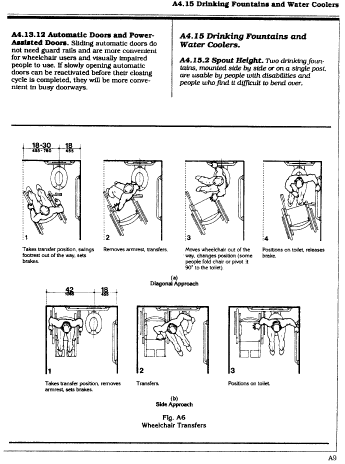 A4.15 Drinking Fountains and Water Coolers
A4.13.12 Automatic Doors and Power-
Assisted Doors. Sliding automatic doors do
not need guard rails and are more convenient
for wheelchair users and visually impaired
people to use. If slowly opening automatic
doors can be reactivated before their closing
cycle is completed, they will be more conve-
nient in busy doorways.
A4.15 Drinking Fountains and
Water Coolers.
A4.15.2 Spout Height. Two drinking foun-
tains, mounted side by side or on a single post,
are usable by people with disabilities and
people who find it difficult to bend over.
18-30 18
455-760 455
1 2 3 4
Takes transfer position, swings
footrest out of the way, sets
brakes.
Removes armrest, transfers.
Moves wheelchair out of the
way, changes position (some
people fold chair or pivot it
90° to the toilet).
Positions on toilet, releases
brake.
(a)
Diagonal Approach
42 18
1065 455
1 2 3
Takes transfer position, removes
armrest, sets brakes.
Transfers.
Positions on toilet.
(b)
Side Approach
Fig. A6
Wheelchair Transfers
A9